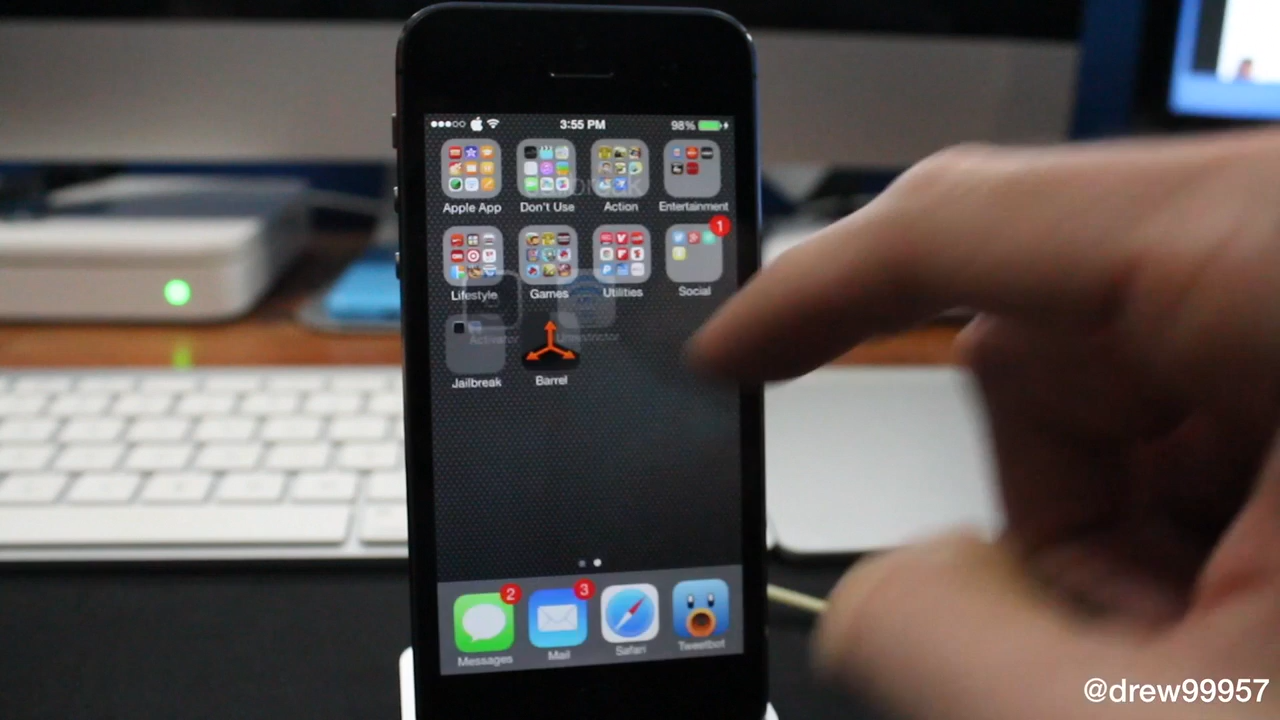 3:55 PM 98%
Apple App Don't Use Action Entertainment
1
Lifestyle Games Utilities Social
Activator
Jailbreak Barrel
2 3
Messages Mail Safari Tweetbot
@drew99957